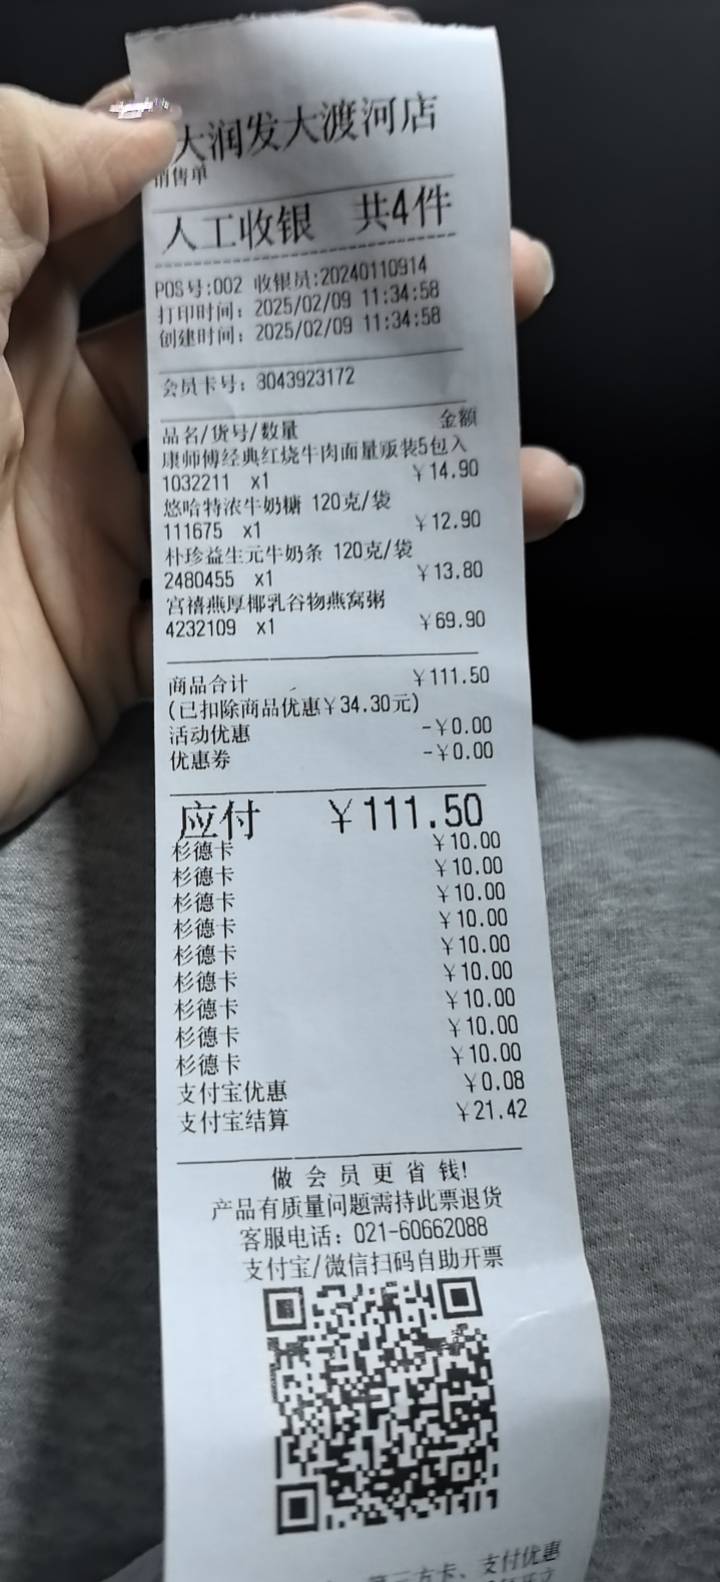 大润发大渡河店
销售单
人工收银 共4件
POS号:002 收银员:20240110914
打印时间: 2025/02/09 11:34:58
创建时间: 2025/02/09 11:34:58
会员卡号: 3043923172
品名/货号/数量 金额
康师傅经典红烧牛肉面量贩装5包入
1032211 x1 ¥14.90
悠哈特浓牛奶糖 120克/袋
111675 x1 ¥12.90
朴珍益生元牛奶条 120克/袋
2480455 x1 ¥13.80
宫禧燕厚椰乳谷物燕窝粥
4232109 x1 ¥69.90
商品合计 ¥111.50
(已扣除商品优惠¥34.30元)
活动优惠 -¥0.00
优惠券 -¥0.00
应付 ¥111.50
杉德卡 ¥10.00
杉德卡 ¥10.00
杉德卡 ¥10.00
杉德卡 ¥10.00
杉德卡 ¥10.00
杉德卡 ¥10.00
杉德卡 ¥10.00
杉德卡 ¥10.00
杉德卡 ¥10.00
支付宝优惠 ¥0.08
支付宝结算 ¥21.42
做会员更省钱!
产品有质量问题需持此票退货
客服电话: 021-60662088
支付宝/微信扫码自助开票
第三方卡、支付优惠